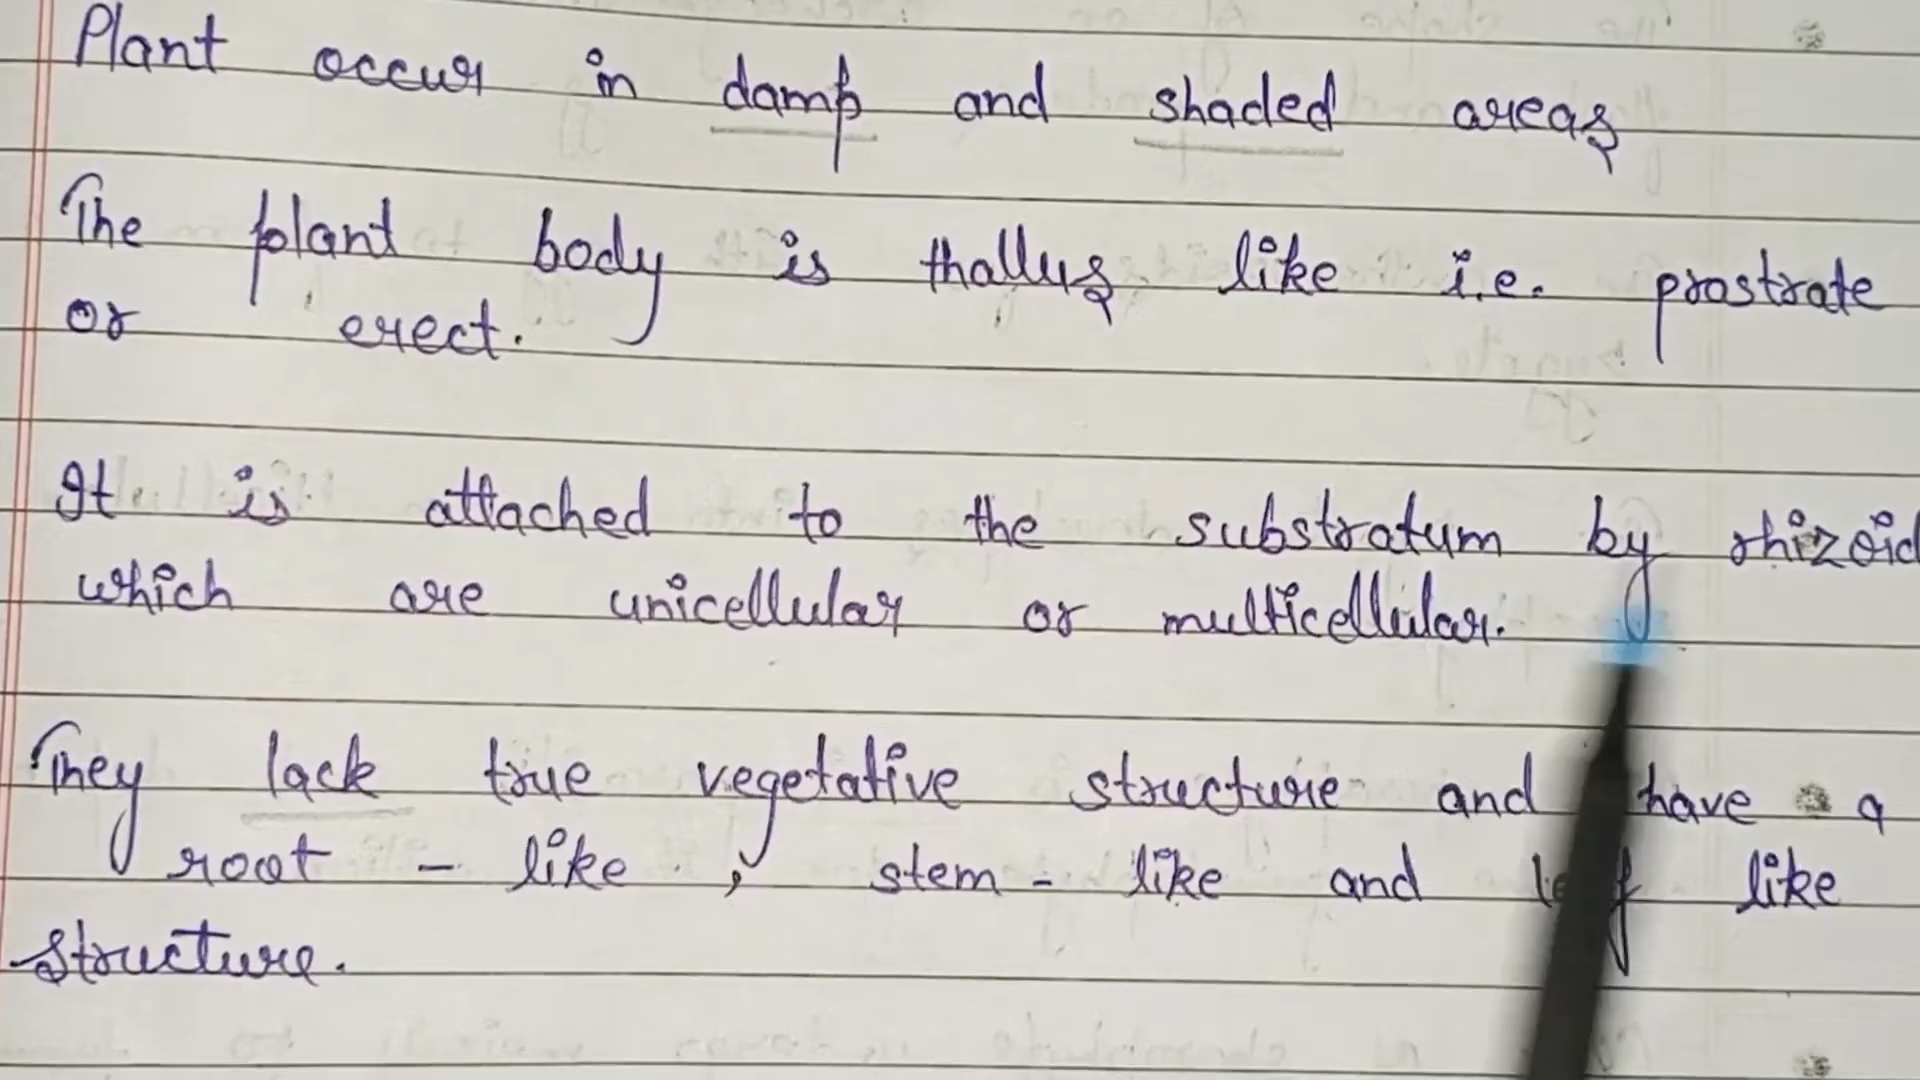 Plant occur in damp and shaded areas
The plant body is thallus like i.e. prostrate
or erect.
It is attached to the substratum by rhizoid
which are unicellular or multicellular.
They lack true vegetative structure and have a
root - like, stem - like and leaf like
structure.